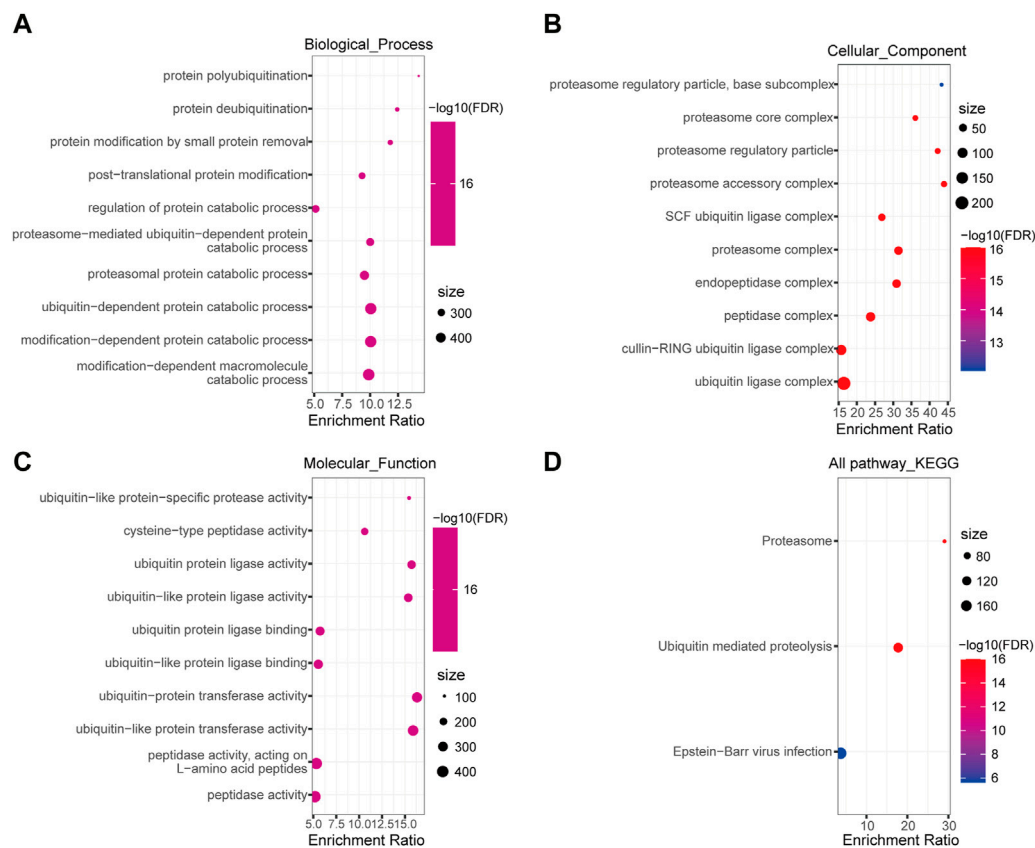 A
Biological_Process
protein polyubiquitination
protein deubiquitination
protein modification by small protein removal
post−translational protein modification
regulation of protein catabolic process
proteasome−mediated ubiquitin−dependent protein
catabolic process
proteasomal protein catabolic process
ubiquitin−dependent protein catabolic process
modification−dependent protein catabolic process
modification−dependent macromolecule
catabolic process
5.0 7.5 10.0 12.5
Enrichment Ratio
−log10(FDR)
16
size
300
400
B
Cellular_Component
proteasome regulatory particle, base subcomplex
proteasome core complex
proteasome regulatory particle
proteasome accessory complex
SCF ubiquitin ligase complex
proteasome complex
endopeptidase complex
peptidase complex
cullin−RING ubiquitin ligase complex
ubiquitin ligase complex
15 20 25 30 35 40 45
Enrichment Ratio
size
50
100
150
200
−log10(FDR)
16
15
14
13
C
Molecular_Function
ubiquitin−like protein−specific protease activity
cysteine−type peptidase activity
ubiquitin protein ligase activity
ubiquitin−like protein ligase activity
ubiquitin protein ligase binding
ubiquitin−like protein ligase binding
ubiquitin−protein transferase activity
ubiquitin−like protein transferase activity
peptidase activity, acting on
L−amino acid peptides
peptidase activity
5.0 7.5 10.0 12.5 15.0
Enrichment Ratio
−log10(FDR)
16
size
100
200
300
400
D
All pathway_KEGG
Proteasome
Ubiquitin mediated proteolysis
Epstein−Barr virus infection
10 20 30
Enrichment Ratio
size
80
120
160
−log10(FDR)
16
14
12
10
8
6